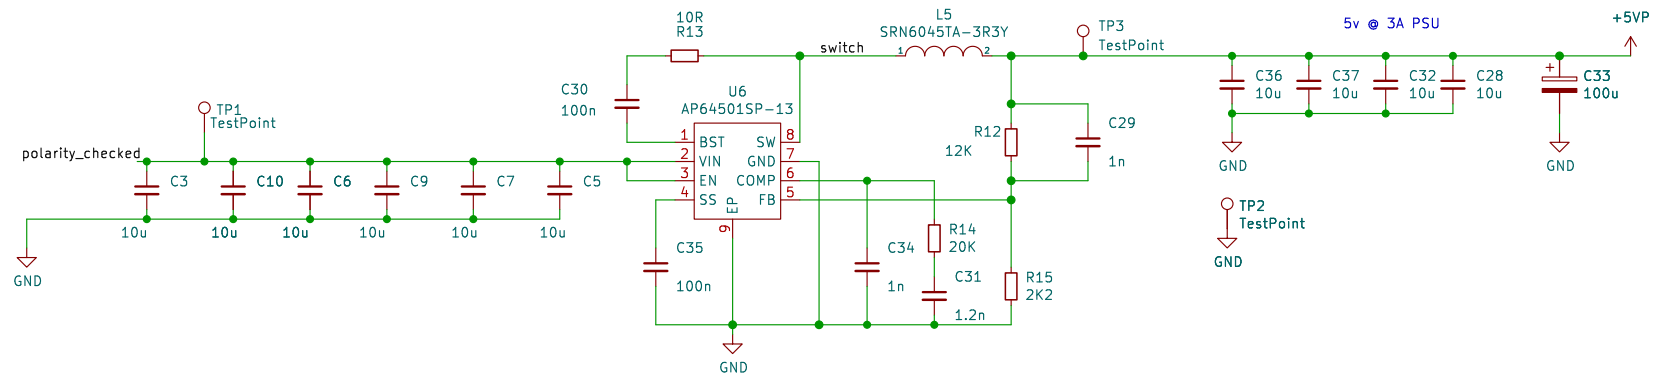 10R
R13
L5
SRN6045TA-3R3Y
switch
1
2
TP3
TestPoint
5v @ 3A PSU
+5VP
C30
100n
U6
AP64501SP-13
C36
10u
C37
10u
C32
10u
C28
10u
+
C33
100u
TP1
TestPoint
polarity_checked
1
BST
SW
8
2
VIN
GND
7
3
EN
COMP
6
4
SS
FB
5
EP
9
R12
12K
C29
1n
GND
GND
C3
10u
C10
10u
C6
10u
C9
10u
C7
10u
C5
10u
GND
TP2
TestPoint
GND
C35
100n
C34
1n
R14
20K
C31
1.2n
R15
2K2
GND